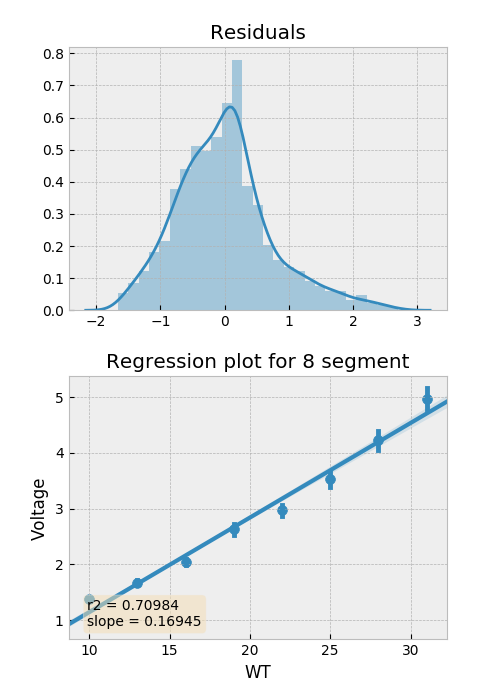 Residuals
0.8
0.7
0.6
0.5
0.4
0.3
0.2
0.1
0.0
−2 −1 0 1 2 3
Regression plot for 8 segment
5
4
3
2
1
Voltage
r2 = 0.70984
slope = 0.16945
10 15 20 25 30
WT